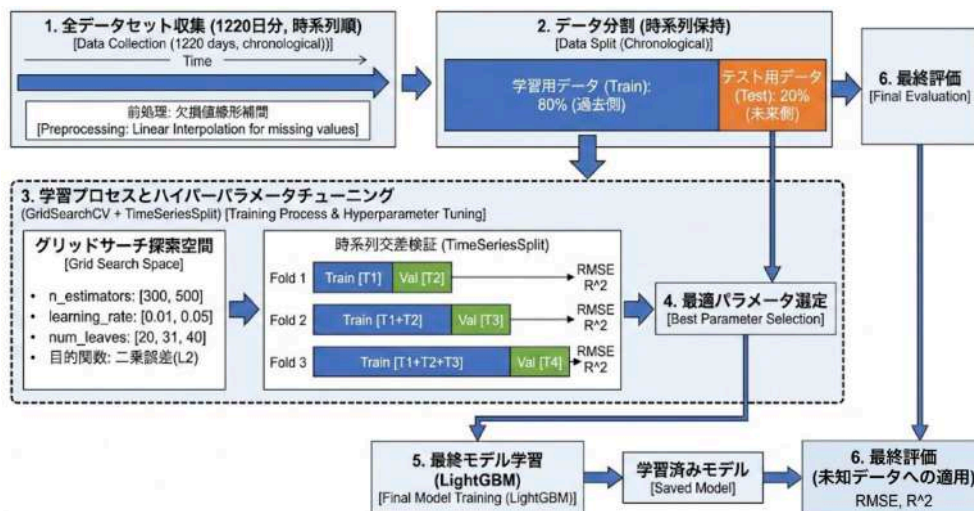 1. 全データセット収集 (1220日分, 時系列順)
[Data Collection (1220 days, chronological))]
Time
前処理: 欠損値線形補間
[Preprocessing: Linear Interpolation for missing values]
2. データ分割 (時系列保持)
[Data Split (Chronological)]
学習用データ (Train):
80% (過去側)
テスト用データ
(Test): 20%
(未来側)
6. 最終評価
[Final Evaluation]
3. 学習プロセスとハイパーパラメータチューニング
(GridSearchCV + TimeSeriesSplit) [Training Process & Hyperparameter Tuning]
グリッドサーチ探索空間
[Grid Search Space]
• n_estimators: [300, 500]
• learning_rate: [0.01, 0.05]
• num_leaves: [20, 31, 40]
• 目的関数: 二乗誤差(L2)
時系列交差検証 (TimeSeriesSplit)
Fold 1 Train [T1] Val [T2] RMSE
R^2
Fold 2 Train [T1+T2] Val [T3] RMSE
R^2
Fold 3 Train [T1+T2+T3] Val [T4] RMSE
R^2
4. 最適パラメータ選定
[Best Parameter Selection]
5. 最終モデル学習
(LightGBM)
[Final Model Training (LightGBM)]
学習済みモデル
[Saved Model]
6. 最終評価
(未知データへの適用)
RMSE, R^2